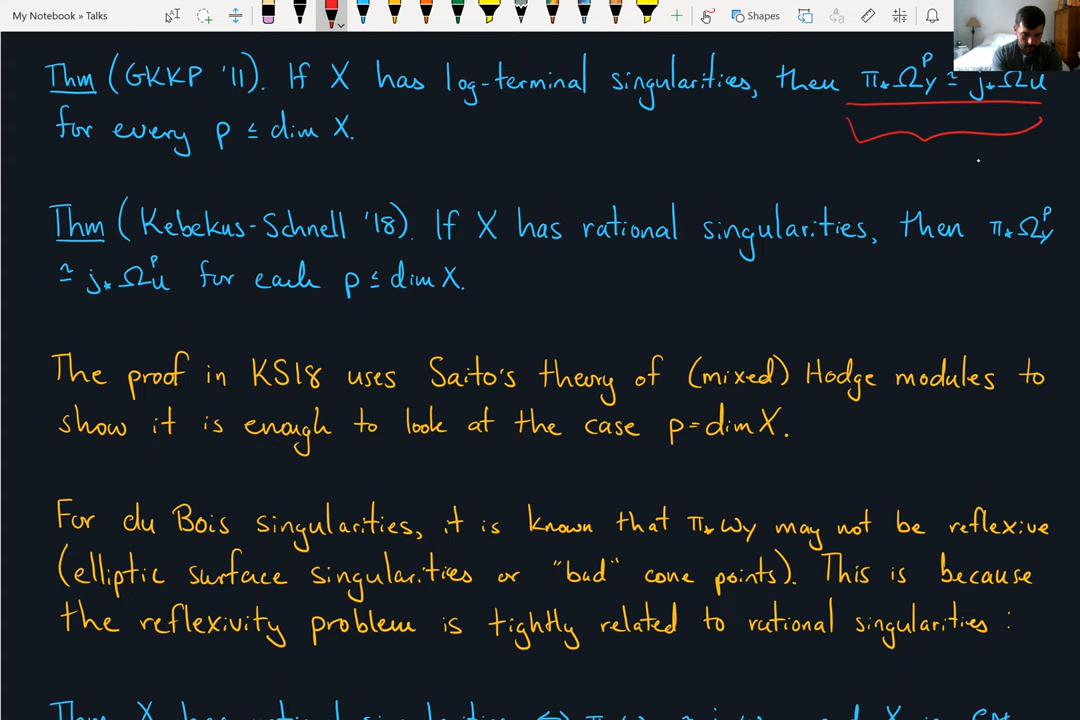 My Notebook » Talks
Shapes
Thm (GKKP '11). If X has log-terminal singularities, then π⋆Ω^p_Y ≃ j⋆Ω_U
for every p ≤ dim X.
Thm (Kebekus-Schnell '18). If X has rational singularities, then π⋆Ω^p_Y
≃ j⋆Ω^p_U for each p ≤ dim X.
The proof in KS18 uses Saito's theory of (mixed) Hodge modules to
show it is enough to look at the case p=dim X.
For du Bois singularities, it is known that π⋆ω_Y may not be reflexive
(elliptic surface singularities or "bad" cone points). This is because
the reflexivity problem is tightly related to rational singularities :